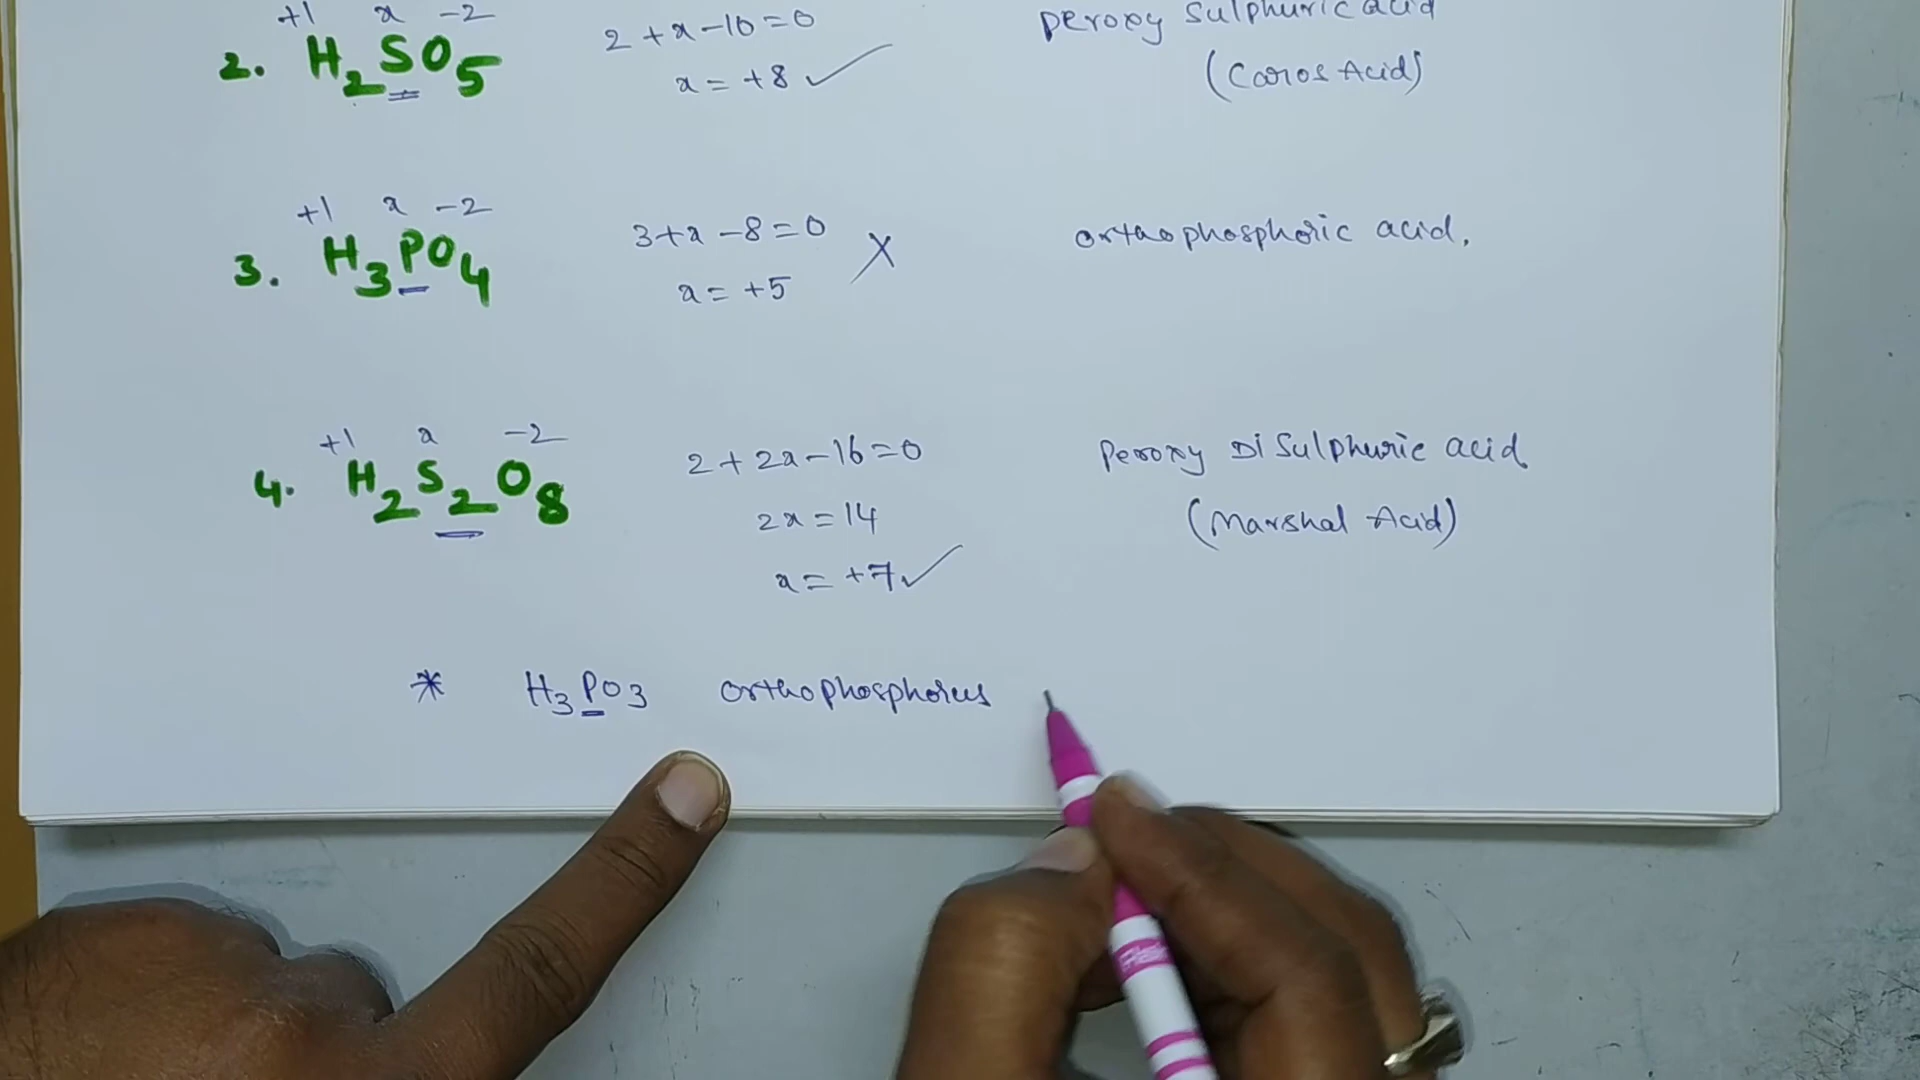 +1 x -2
2. H2SO5 2 + x - 10 = 0 peroxy sulphuric acid
x = +8 ✓ (Caros Acid)
+1 x -2
3. H3PO4 3 + x - 8 = 0 X orthophosphoric acid.
x = +5
+1 x -2
4. H2S2O8 2 + 2x - 16 = 0 Peroxy Di Sulphuric acid
2x = 14 (Marshal Acid)
x = +7 ✓
* H3PO3 orthophosphorus